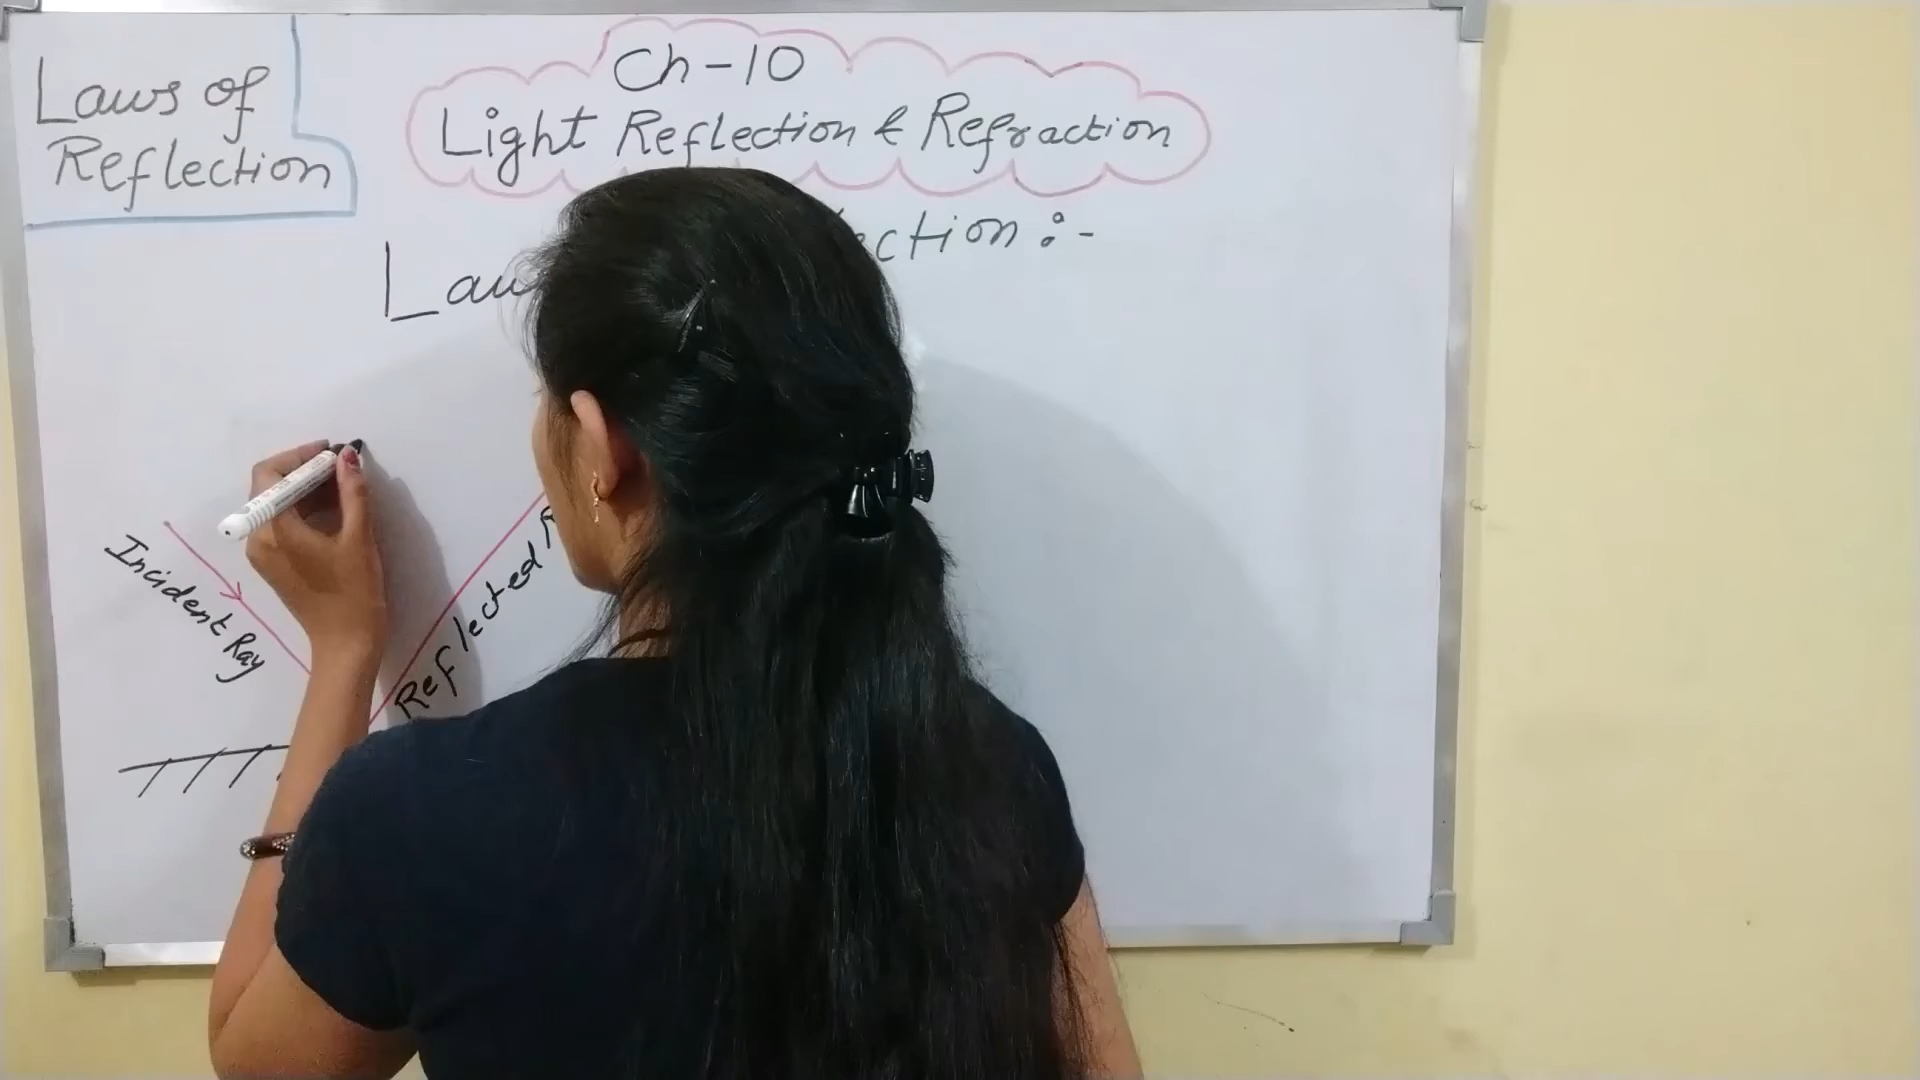 Laws of
Reflection
Ch-10
Light Reflection & Refraction
Law ection :-
Incident Ray
Reflected R